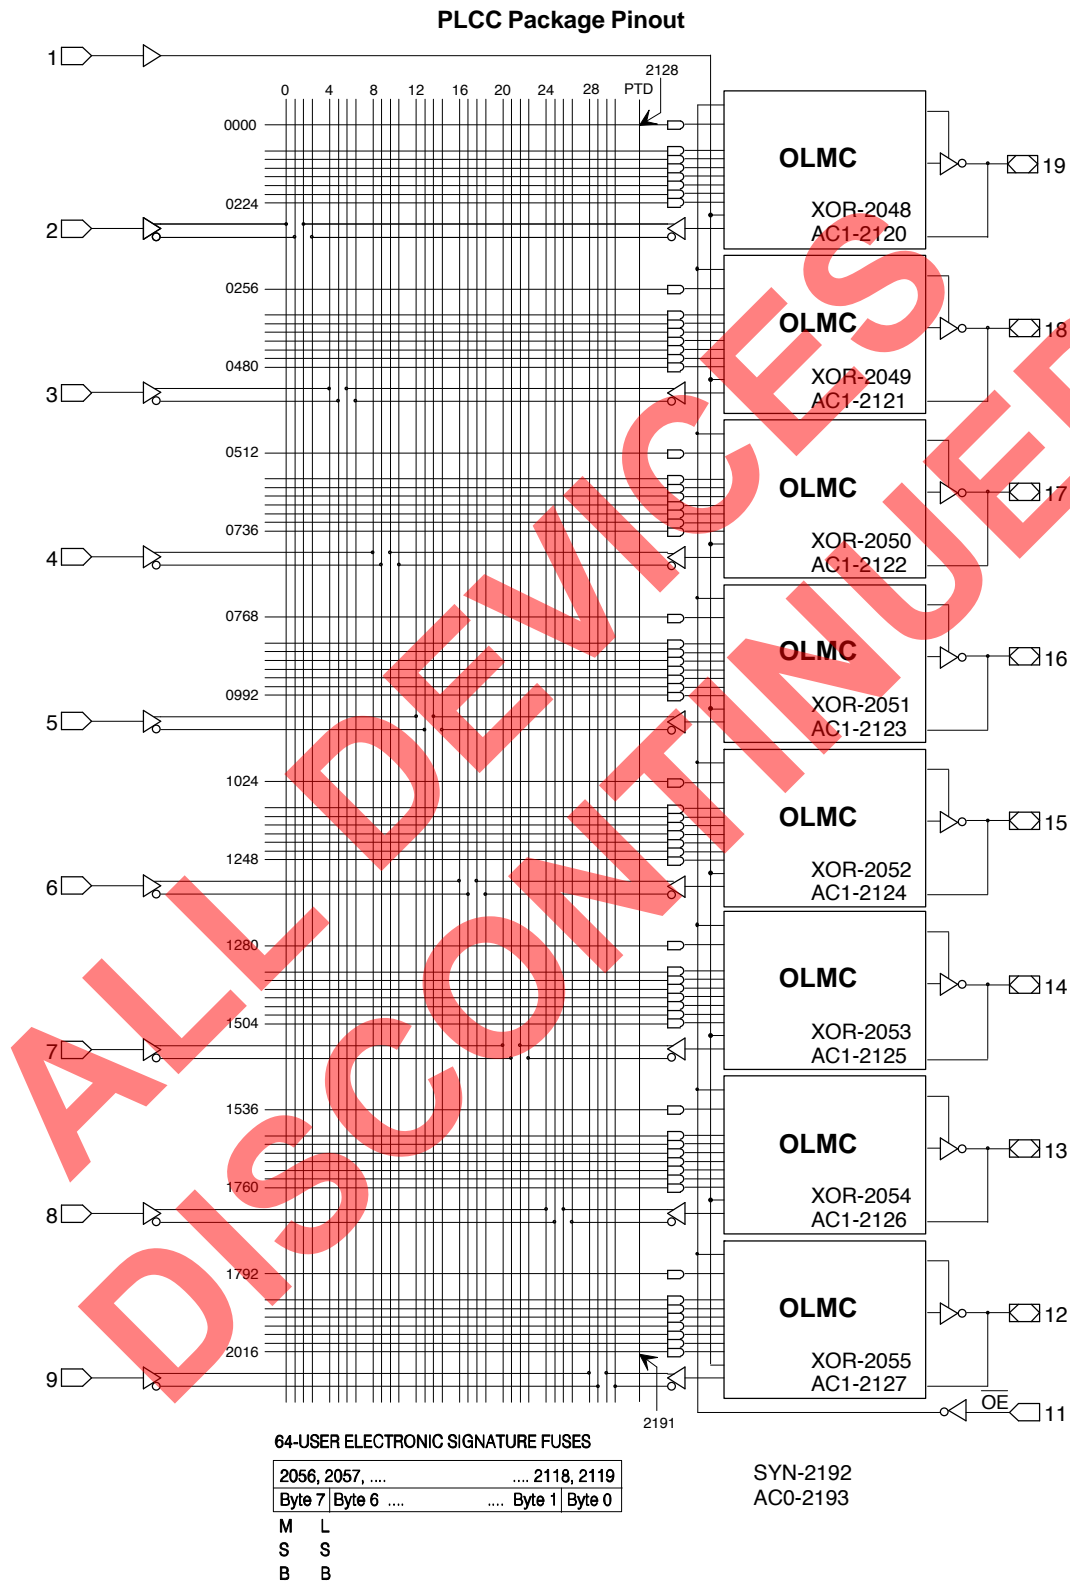 PLCC Package Pinout
1
2128
0 4 8 12 16 20 24 28 PTD
0000
OLMC
19
0224
XOR-2048
AC1-2120
2
0256
OLMC
18
0480
XOR-2049
AC1-2121
3
0512
OLMC
17
0736
XOR-2050
AC1-2122
4
0768
OLMC
16
0992
XOR-2051
AC1-2123
5
1024
OLMC
15
1248
XOR-2052
AC1-2124
6
1280
OLMC
14
1504
XOR-2053
AC1-2125
7
1536
OLMC
13
1760
XOR-2054
AC1-2126
8
1792
OLMC
12
2016
XOR-2055
AC1-2127
9
OE
11
2191
64-USER ELECTRONIC SIGNATURE FUSES
2056, 2057, .... .... 2118, 2119
Byte 7 Byte 6 .... .... Byte 1 Byte 0
M L
S S
B B
SYN-2192
AC0-2193
ALL DEVICES
DISCONTINUED